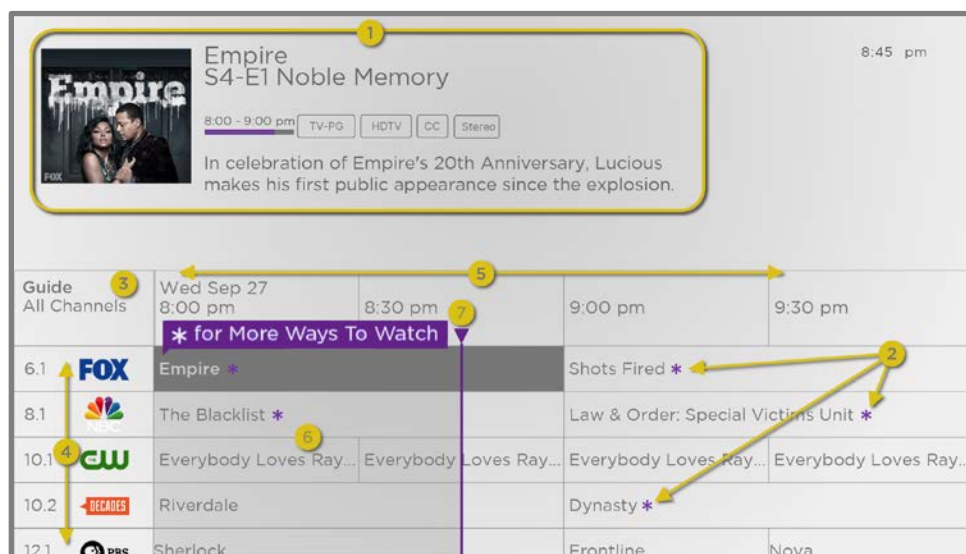 1
Empire
S4-E1 Noble Memory
8:45 pm
Empire
8:00 - 9:00 pm TV-PG HDTV CC Stereo
In celebration of Empire's 20th Anniversary, Lucious
makes his first public appearance since the explosion.
FOX
Guide 3 Wed Sep 27 5
All Channels 8:00 pm 8:30 pm 7 9:00 pm 9:30 pm
* for More Ways To Watch
2
6.1 FOX Empire * Shots Fired *
8.1 NBC The Blacklist * Law & Order: Special Victims Unit *
6
10.1 4 THE CW Everybody Loves Ray... Everybody Loves Ray... Everybody Loves Ray... Everybody Loves Ray...
10.2 DECADES Riverdale Dynasty *
12.1 PBS Sherlock Frontline Nova